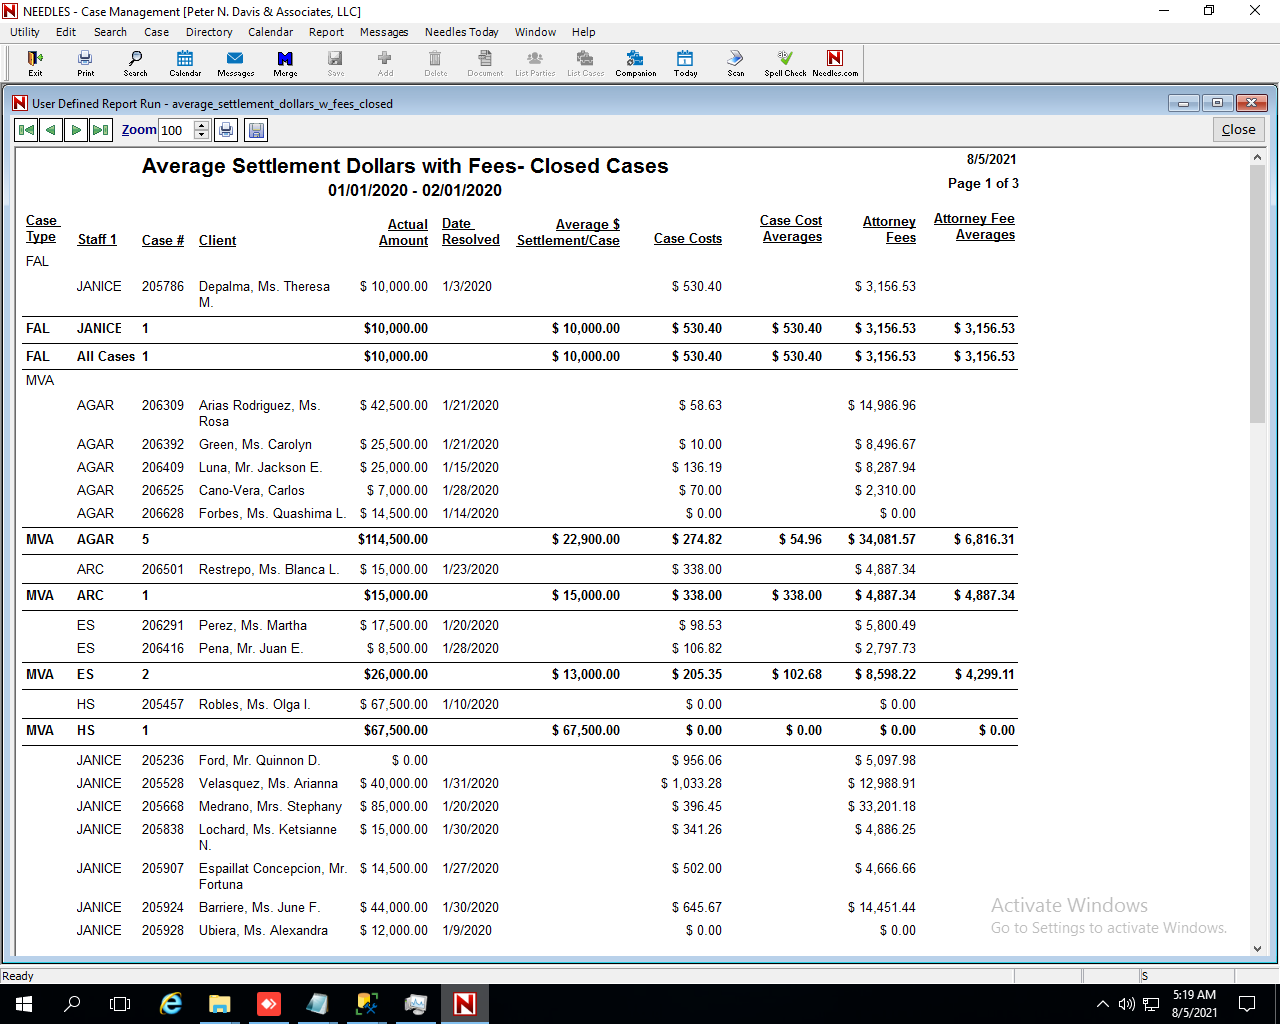 NEEDLES - Case Management [Peter N. Davis & Associates, LLC]
Utility Edit Search Case Directory Calendar Report Messages Needles Today Window Help
Exit Print Search Calendar Messages Merge Save Add Delete Document List Parties List Cases Companion Today Scan Spell Check Needles.com
User Defined Report Run - average_settlement_dollars_w_fees_closed
Zoom 100 Close
Average Settlement Dollars with Fees- Closed Cases 8/5/2021
01/01/2020 - 02/01/2020 Page 1 of 3
Case Type Staff 1 Case # Client Actual Amount Date Resolved Average $ Settlement/Case Case Costs Case Cost Averages Attorney Fees Attorney Fee Averages
FAL
JANICE 205786 Depalma, Ms. Theresa $ 10,000.00 1/3/2020 $ 530.40 $ 3,156.53
M.
FAL JANICE 1 $10,000.00 $ 10,000.00 $ 530.40 $ 530.40 $ 3,156.53 $ 3,156.53
FAL All Cases 1 $10,000.00 $ 10,000.00 $ 530.40 $ 530.40 $ 3,156.53 $ 3,156.53
MVA
AGAR 206309 Arias Rodriguez, Ms. $ 42,500.00 1/21/2020 $ 58.63 $ 14,986.96
Rosa
AGAR 206392 Green, Ms. Carolyn $ 25,500.00 1/21/2020 $ 10.00 $ 8,496.67
AGAR 206409 Luna, Mr. Jackson E. $ 25,000.00 1/15/2020 $ 136.19 $ 8,287.94
AGAR 206525 Cano-Vera, Carlos $ 7,000.00 1/28/2020 $ 70.00 $ 2,310.00
AGAR 206628 Forbes, Ms. Quashima L. $ 14,500.00 1/14/2020 $ 0.00 $ 0.00
MVA AGAR 5 $114,500.00 $ 22,900.00 $ 274.82 $ 54.96 $ 34,081.57 $ 6,816.31
ARC 206501 Restrepo, Ms. Blanca L. $ 15,000.00 1/23/2020 $ 338.00 $ 4,887.34
MVA ARC 1 $15,000.00 $ 15,000.00 $ 338.00 $ 338.00 $ 4,887.34 $ 4,887.34
ES 206291 Perez, Ms. Martha $ 17,500.00 1/20/2020 $ 98.53 $ 5,800.49
ES 206416 Pena, Mr. Juan E. $ 8,500.00 1/28/2020 $ 106.82 $ 2,797.73
MVA ES 2 $26,000.00 $ 13,000.00 $ 205.35 $ 102.68 $ 8,598.22 $ 4,299.11
HS 205457 Robles, Ms. Olga I. $ 67,500.00 1/10/2020 $ 0.00 $ 0.00
MVA HS 1 $67,500.00 $ 67,500.00 $ 0.00 $ 0.00 $ 0.00 $ 0.00
JANICE 205236 Ford, Mr. Quinnon D. $ 0.00 $ 956.06 $ 5,097.98
JANICE 205528 Velasquez, Ms. Arianna $ 40,000.00 1/31/2020 $ 1,033.28 $ 12,988.91
JANICE 205668 Medrano, Mrs. Stephany $ 85,000.00 1/20/2020 $ 396.45 $ 33,201.18
JANICE 205838 Lochard, Ms. Ketsianne $ 15,000.00 1/30/2020 $ 341.26 $ 4,886.25
N.
JANICE 205907 Espaillat Concepcion, Mr. $ 14,500.00 1/27/2020 $ 502.00 $ 4,666.66
Fortuna
JANICE 205924 Barriere, Ms. June F. $ 44,000.00 1/30/2020 $ 645.67 $ 14,451.44
JANICE 205928 Ubiera, Ms. Alexandra $ 12,000.00 1/9/2020 $ 0.00 $ 0.00
Activate Windows
Go to Settings to activate Windows.
Ready S
5:19 AM
8/5/2021